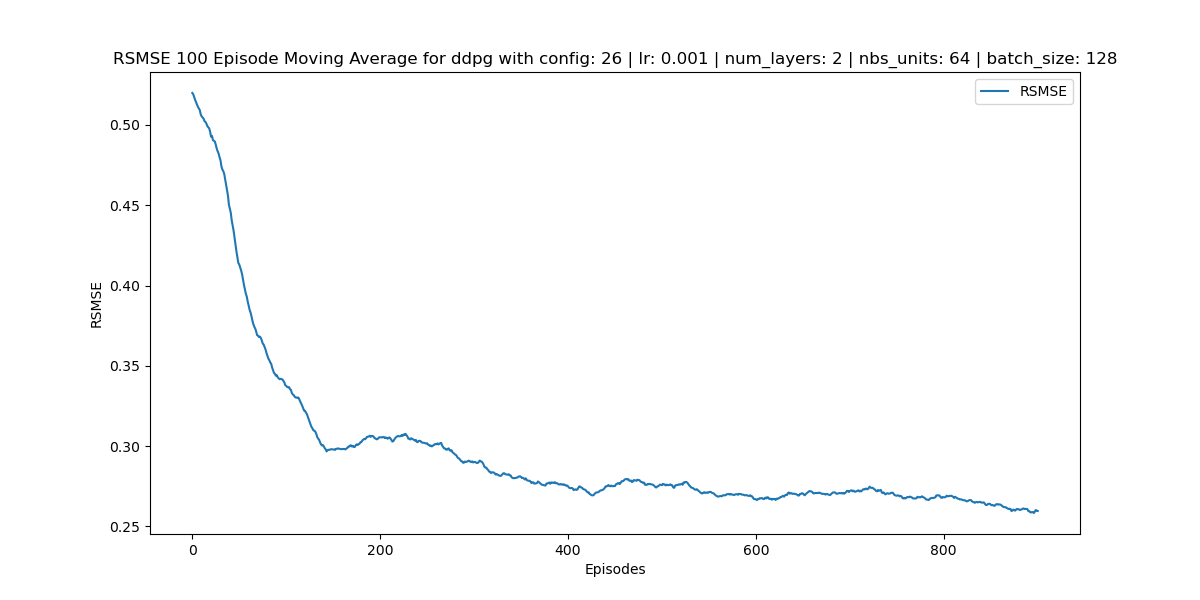 RSMSE 100 Episode Moving Average for ddpg with config: 26 | lr: 0.001 | num_layers: 2 | nbs_units: 64 | batch_size: 128
RSMSE
0.50
0.45
0.40
0.35
0.30
0.25
RSMSE
0 200 400 600 800
Episodes